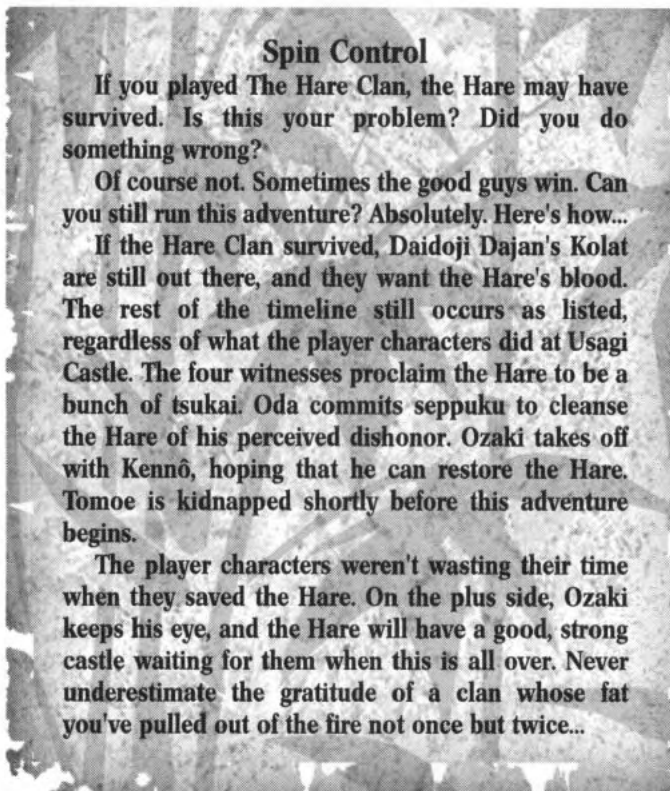 Spin Control
If you played The Hare Clan, the Hare may have
survived. Is this your problem? Did you do
something wrong?
Of course not. Sometimes the good guys win. Can
you still run this adventure? Absolutely. Here's how...
If the Hare Clan survived, Daidoji Dajan's Kolat
are still out there, and they want the Hare's blood.
The rest of the timeline still occurs as listed,
regardless of what the player characters did at Usagi
Castle. The four witnesses proclaim the Hare to be a
bunch of tsukai. Oda commits seppuku to cleanse
the Hare of his perceived dishonor. Ozaki takes off
with Kennô, hoping that he can restore the Hare.
Tomoe is kidnapped shortly before this adventure
begins.
The player characters weren't wasting their time
when they saved the Hare. On the plus side, Ozaki
keeps his eye, and the Hare will have a good, strong
castle waiting for them when this is all over. Never
underestimate the gratitude of a clan whose fat
you've pulled out of the fire not once but twice...